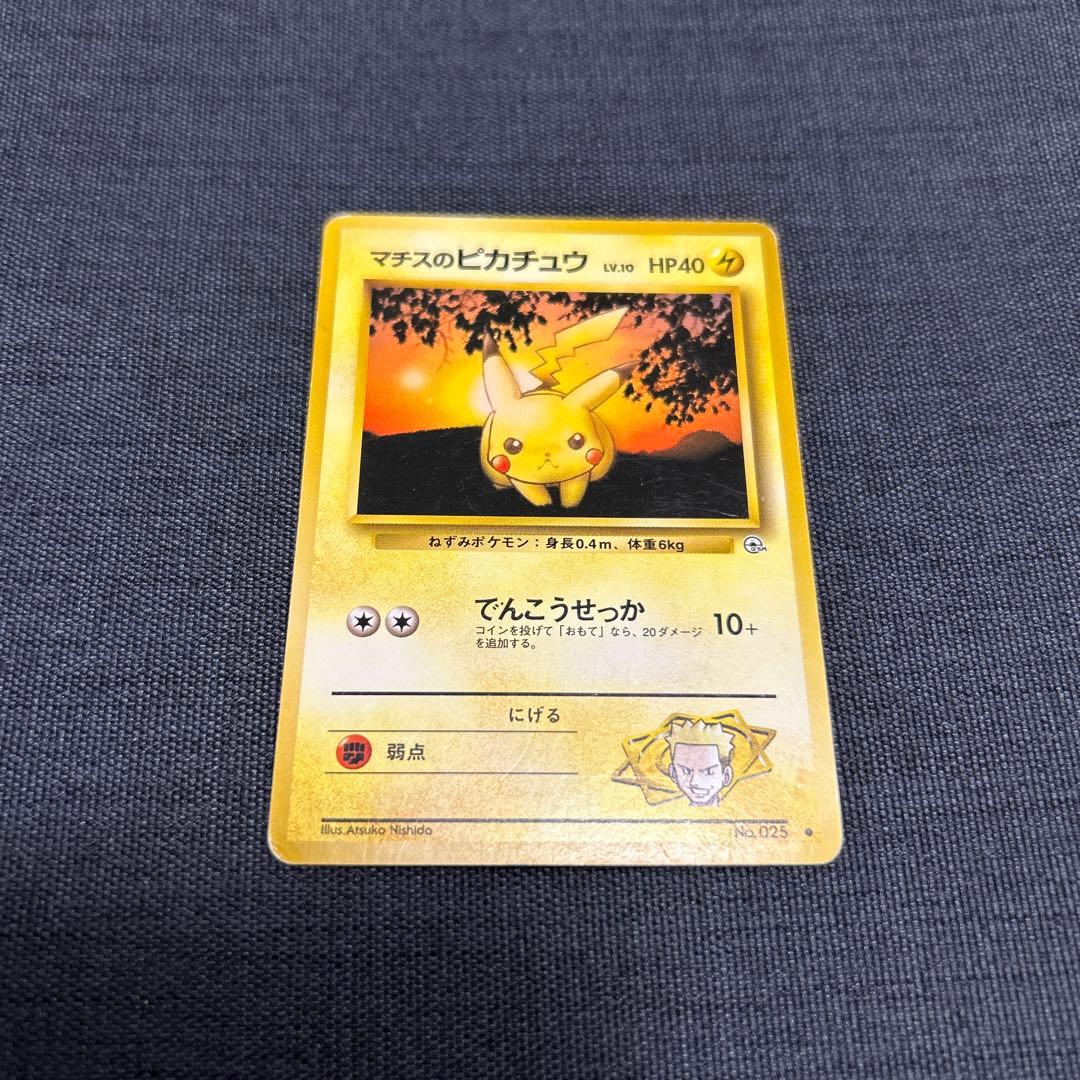 マチスのピカチュウ LV.10 HP40
ねずみポケモン：身長0.4m、体重6kg
GYM
でんこうせっか 10+
コインを投げて「おもて」なら、20ダメージ
を追加する。
にげる
弱点
Illus.Atsuko Nishida No. 025